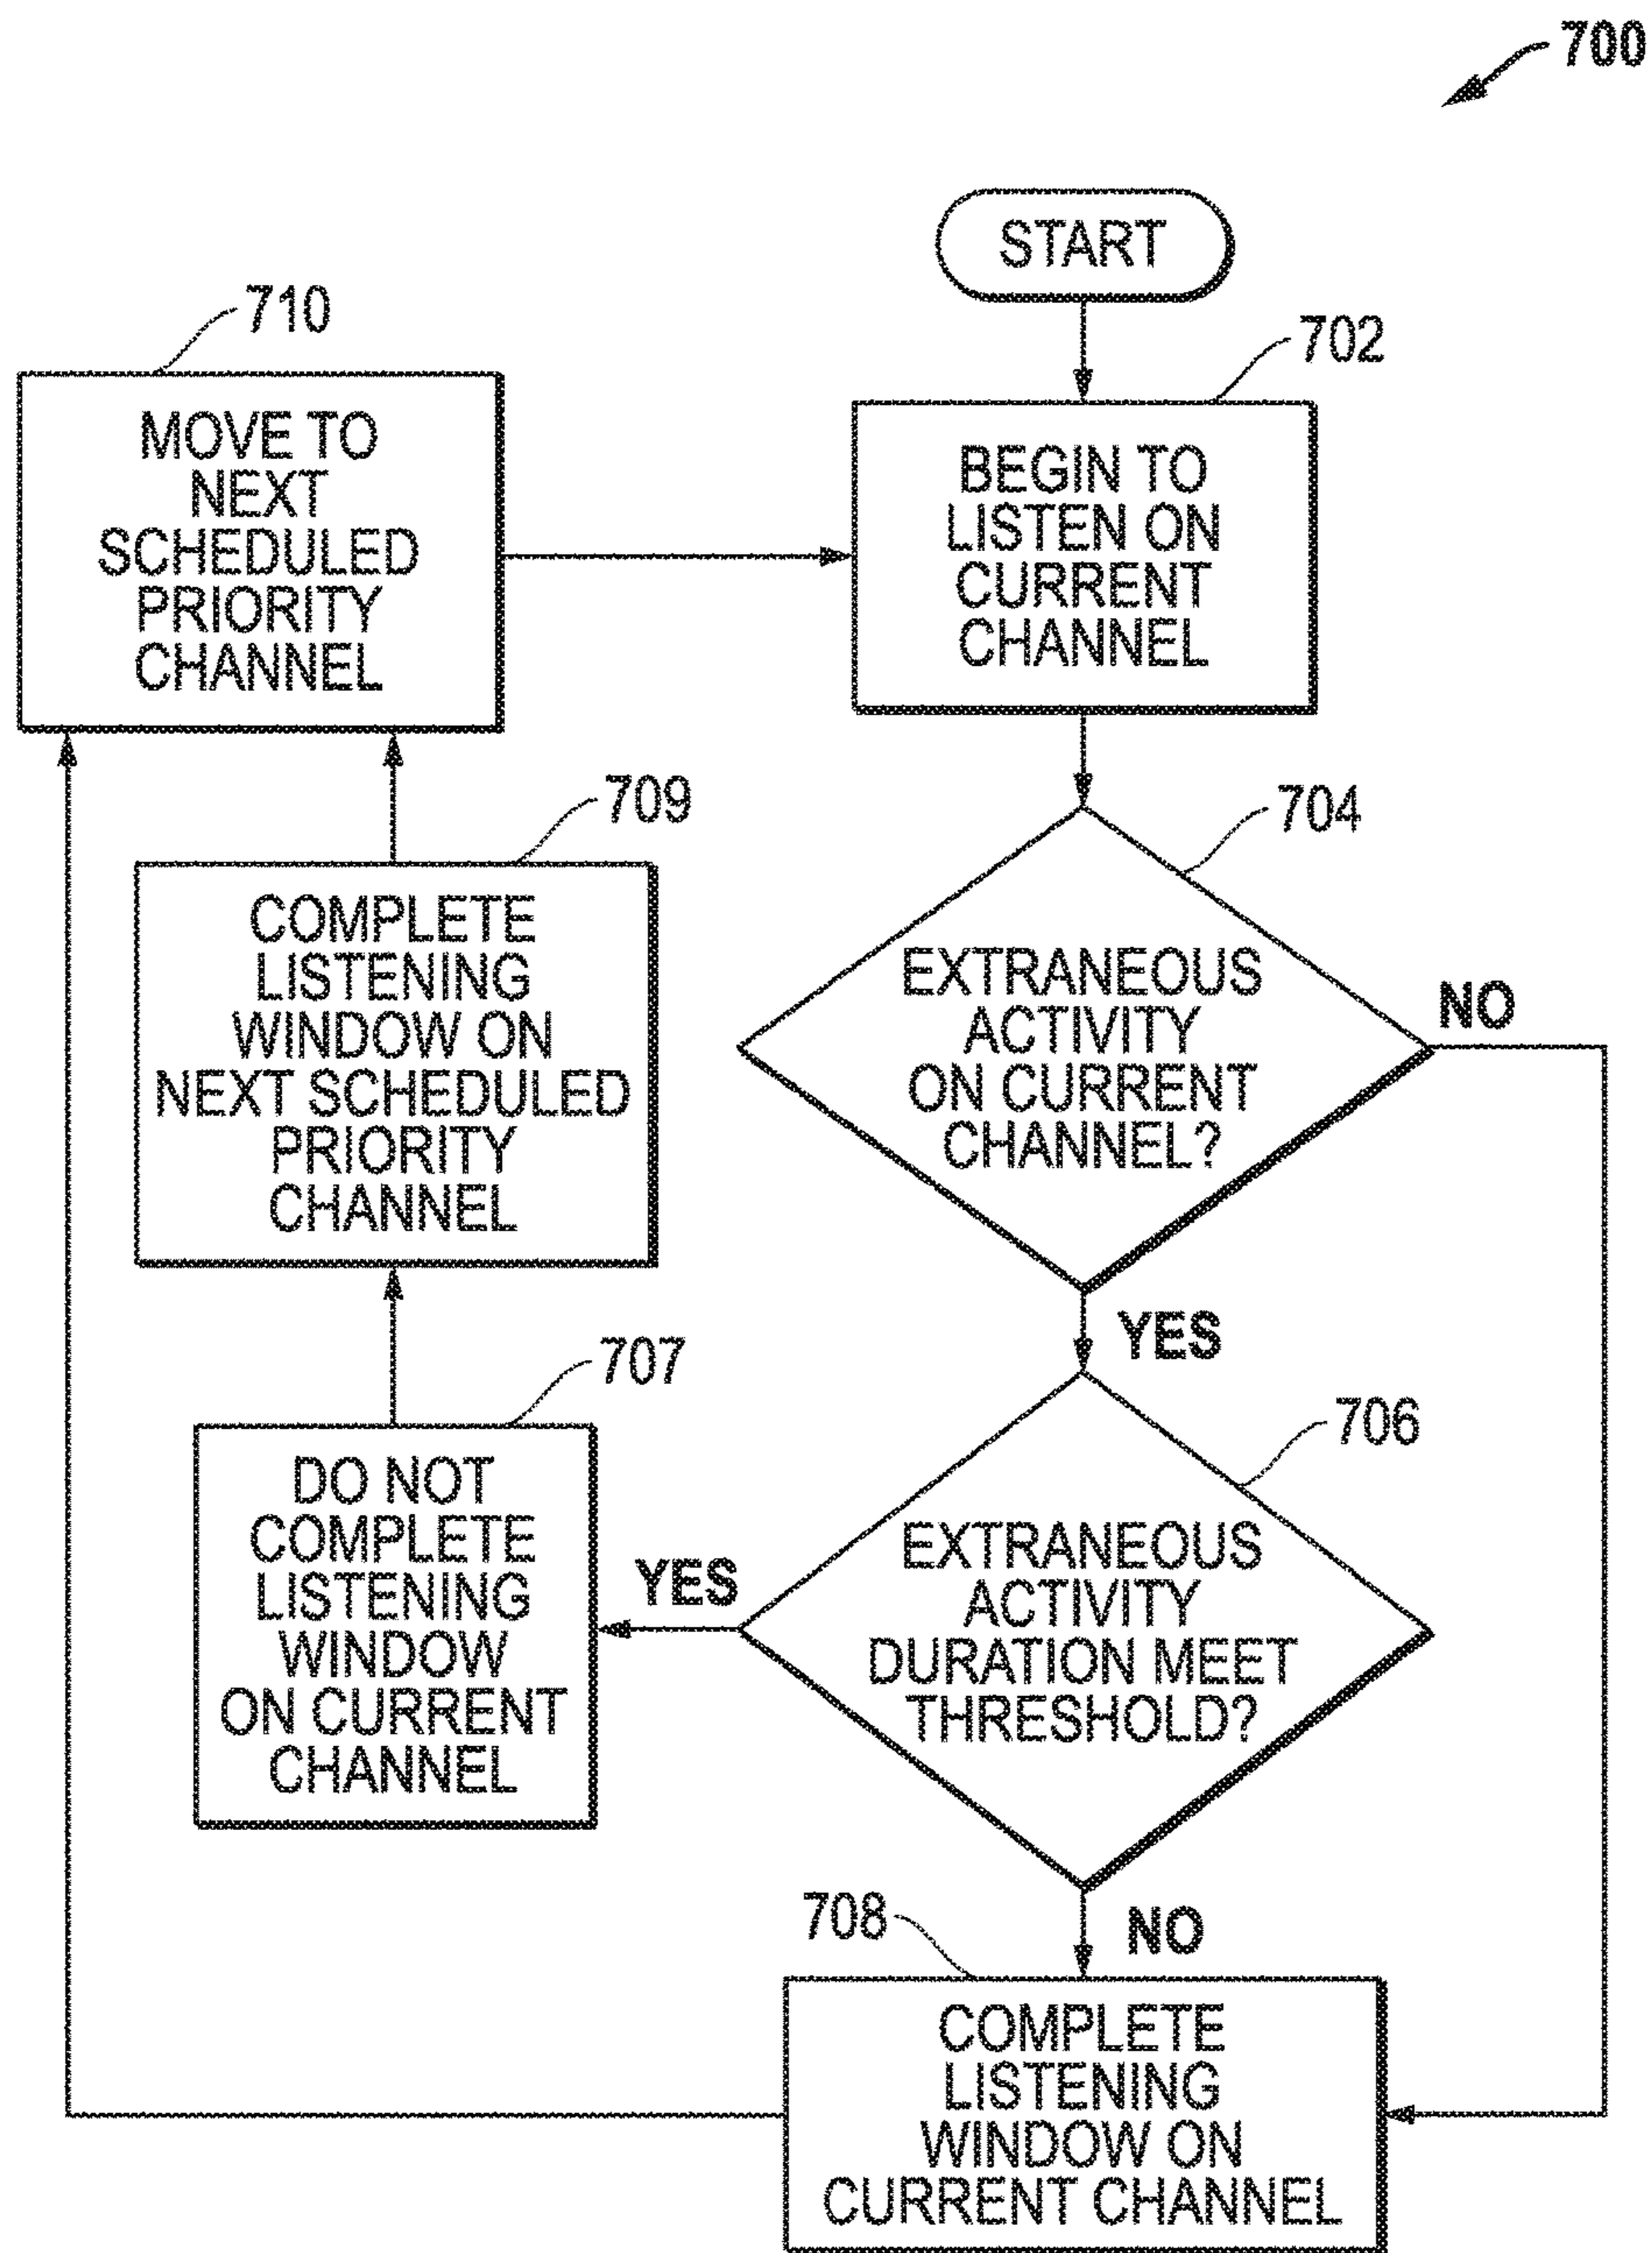 700
START
702
BEGIN TO
LISTEN ON
CURRENT
CHANNEL
710
MOVE TO
NEXT
SCHEDULED
PRIORITY
CHANNEL
704
EXTRANEOUS
ACTIVITY
ON CURRENT
CHANNEL?
NO
YES
709
COMPLETE
LISTENING
WINDOW ON
NEXT SCHEDULED
PRIORITY
CHANNEL
706
EXTRANEOUS
ACTIVITY
DURATION MEET
THRESHOLD?
YES
707
DO NOT
COMPLETE
LISTENING
WINDOW
ON CURRENT
CHANNEL
NO
708
COMPLETE
LISTENING
WINDOW ON
CURRENT CHANNEL